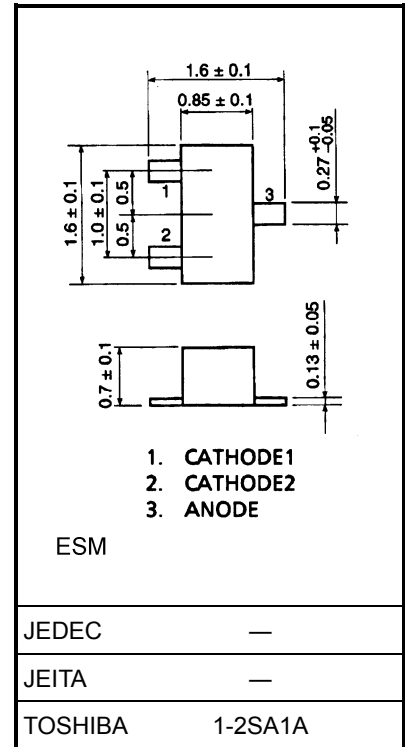 1.6 ± 0.1
0.85 ± 0.1
0.27 +0.1 −0.05
1.6 ± 0.1
1.0 ± 0.1
0.5
0.5
1
3
2
0.7 ± 0.1
0.13 ± 0.05
1. CATHODE1
2. CATHODE2
3. ANODE
ESM
JEDEC —
JEITA —
TOSHIBA 1-2SA1A